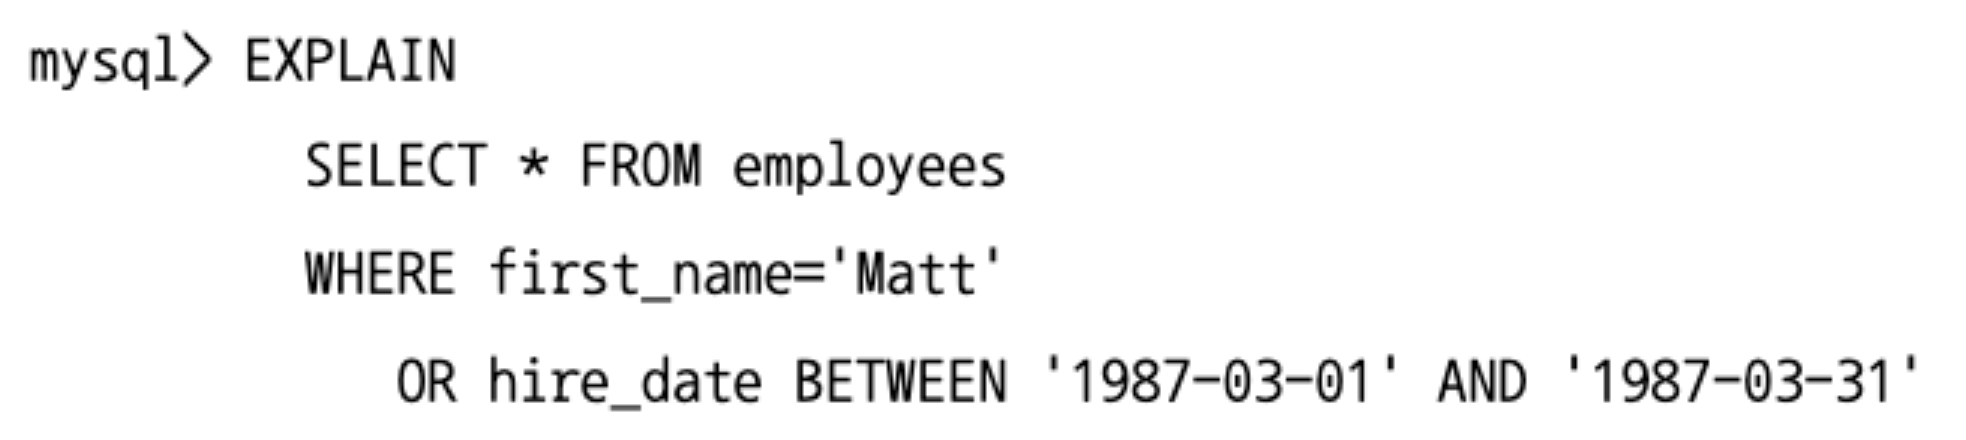 mysql> EXPLAIN
SELECT * FROM employees
WHERE first_name='Matt'
OR hire_date BETWEEN '1987-03-01' AND '1987-03-31'